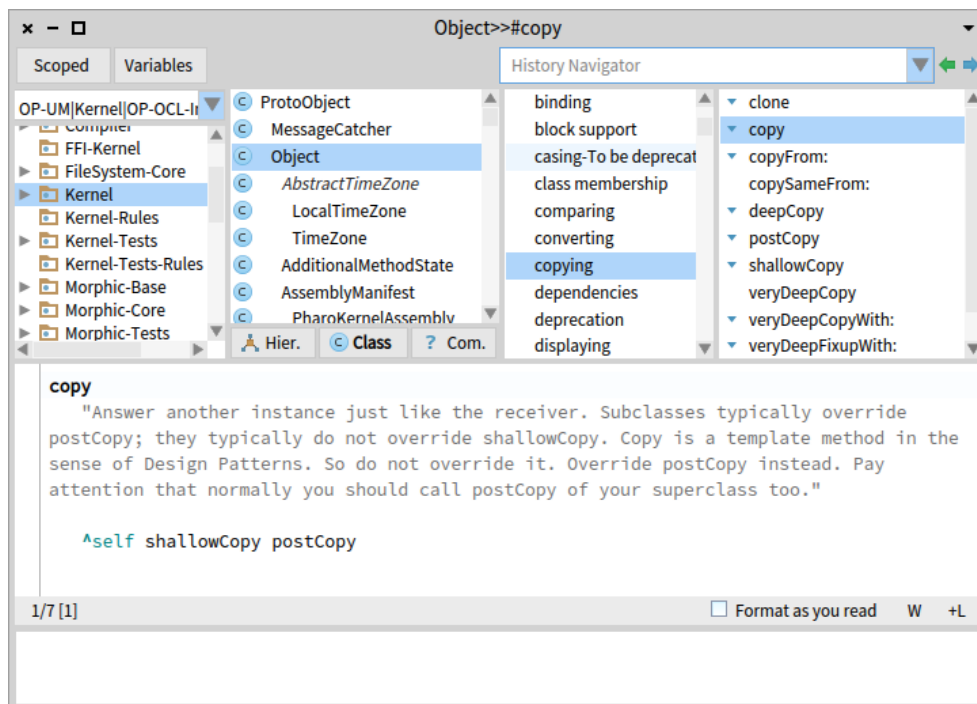 Object>>#copy
Scoped
Variables
History Navigator
OP-UM|Kernel|OP-OCL-In
Compiler
FFI-Kernel
FileSystem-Core
Kernel
Kernel-Rules
Kernel-Tests
Kernel-Tests-Rules
Morphic-Base
Morphic-Core
Morphic-Tests
ProtoObject
MessageCatcher
Object
AbstractTimeZone
LocalTimeZone
TimeZone
AdditionalMethodState
AssemblyManifest
PharoKernelAssembly
Hier.
Class
? Com.
binding
block support
casing-To be deprecat
class membership
comparing
converting
copying
dependencies
deprecation
displaying
clone
copy
copyFrom:
copySameFrom:
deepCopy
postCopy
shallowCopy
veryDeepCopy
veryDeepCopyWith:
veryDeepFixupWith:
copy
"Answer another instance just like the receiver. Subclasses typically override
postCopy; they typically do not override shallowCopy. Copy is a template method in the
sense of Design Patterns. So do not override it. Override postCopy instead. Pay
attention that normally you should call postCopy of your superclass too."
^self shallowCopy postCopy
1/7 [1]
Format as you read
W
+L